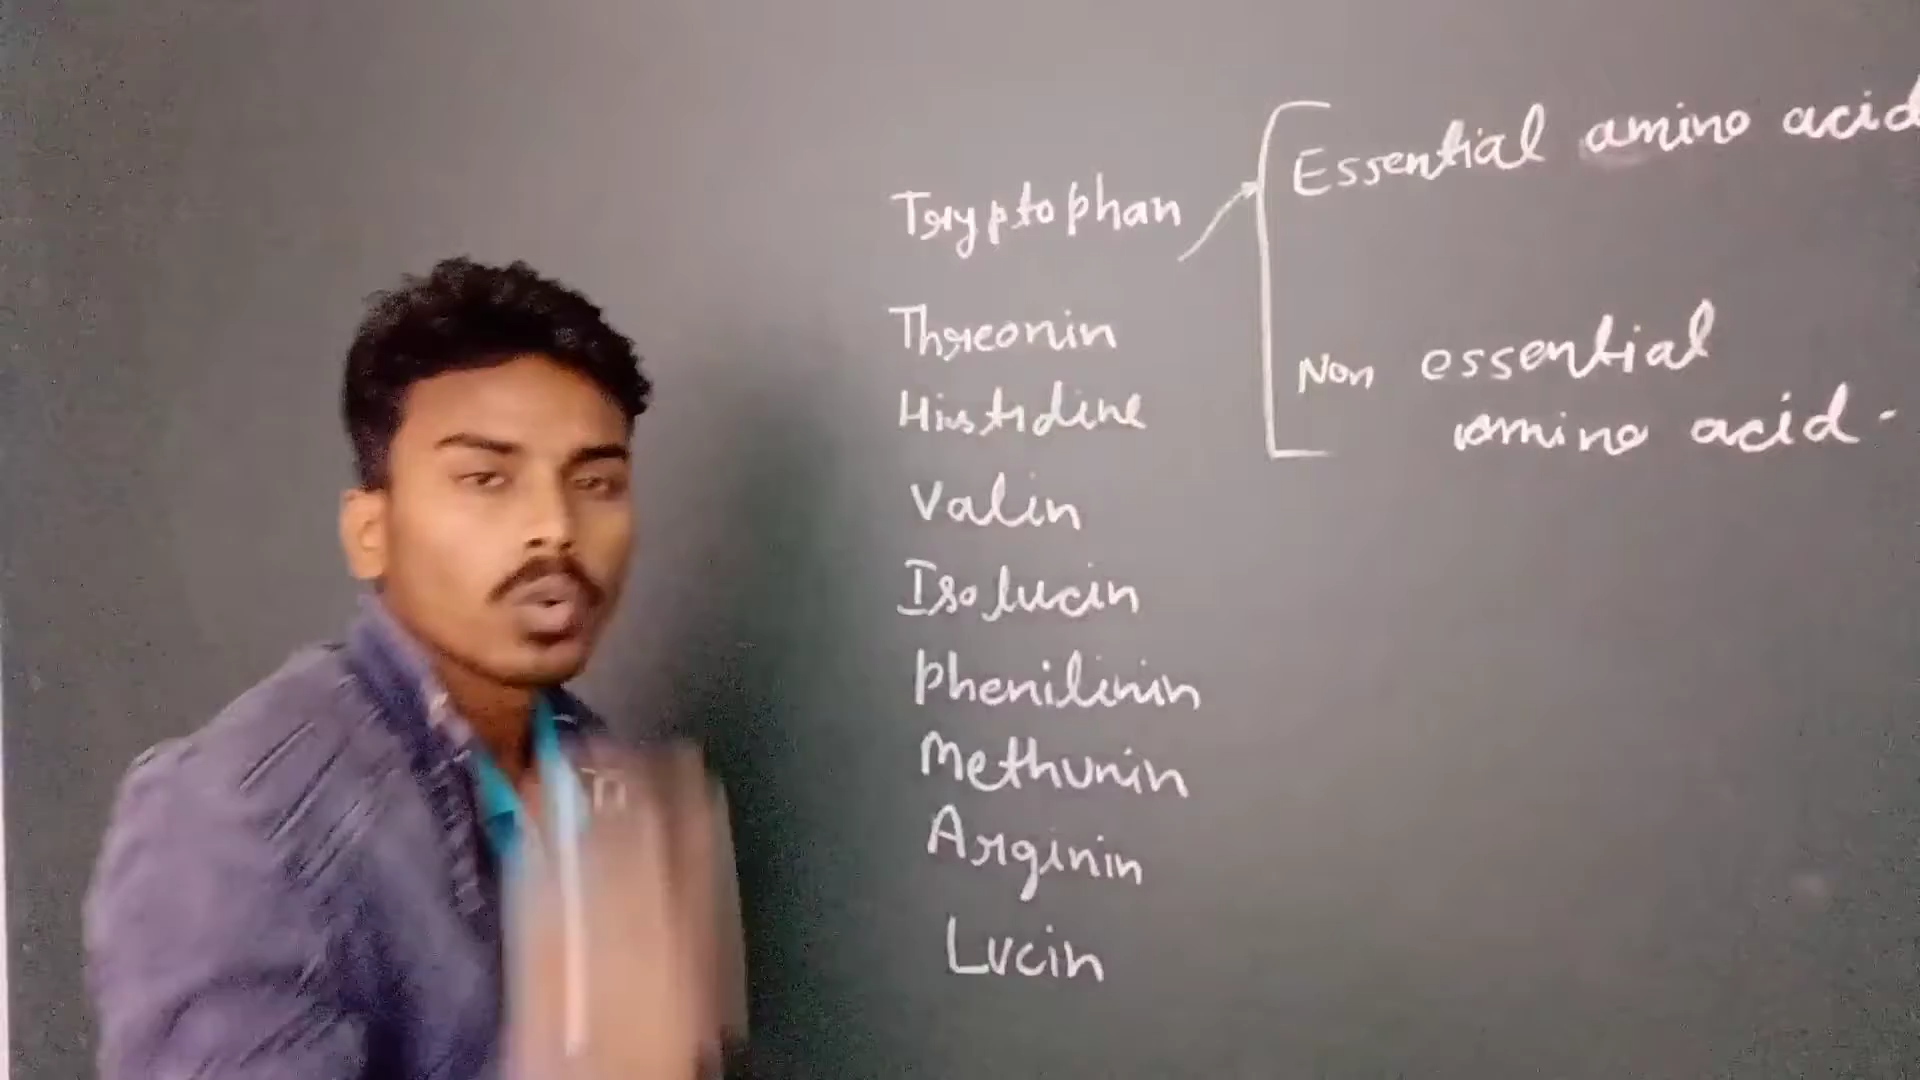 Tryptophan
Threonin
Histidine
Valin
Isolucin
Phenilinin
Methunin
Arginin
Lucin
Essential amino acid
Non essential
amino acid.